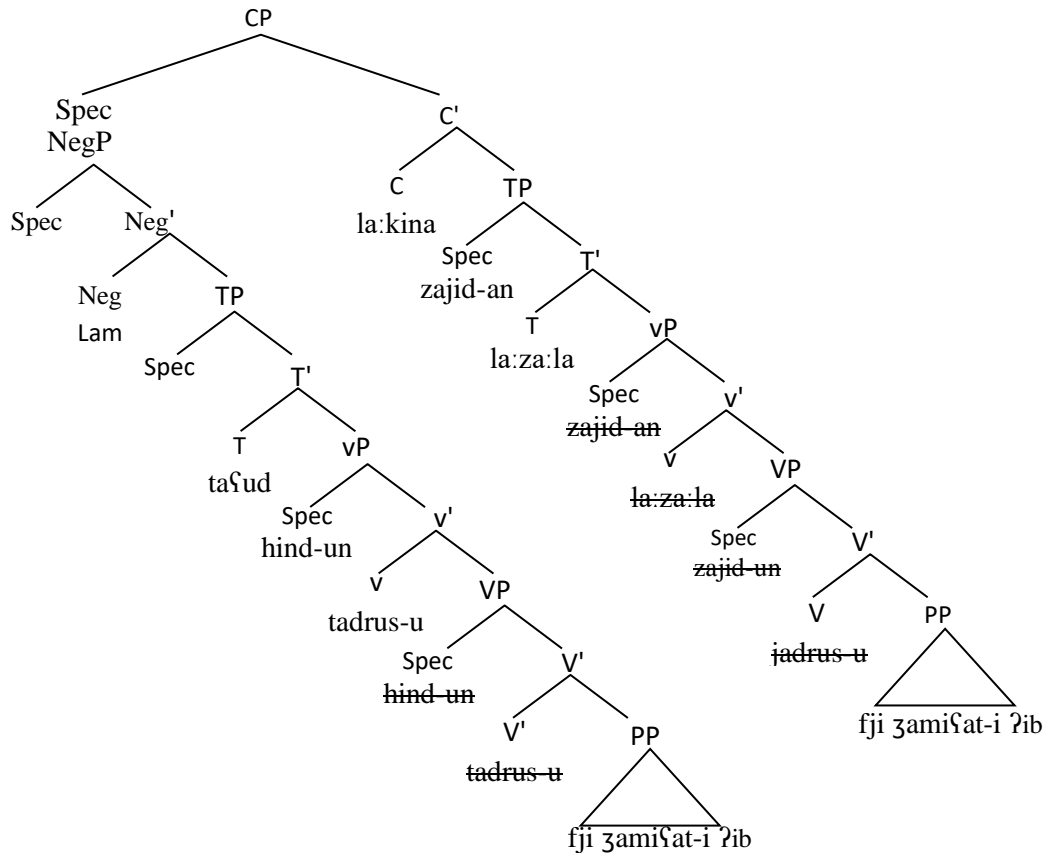 CP
Spec
NegP
C'
Spec Neg'
C TP
la:kina
Neg TP
Lam
Spec T'
zajid-an
Spec T'
T vP
la:za:la
T vP
taʕud
Spec v'
zajid-an
Spec v'
hind-un
v VP
la:za:la
v VP
tadrus-u
Spec V'
zajid-un
Spec V'
hind-un
V PP
jadrus-u
V' PP
tadrus-u
fji ʒamiʕat-i ʔib
fji ʒamiʕat-i ʔib